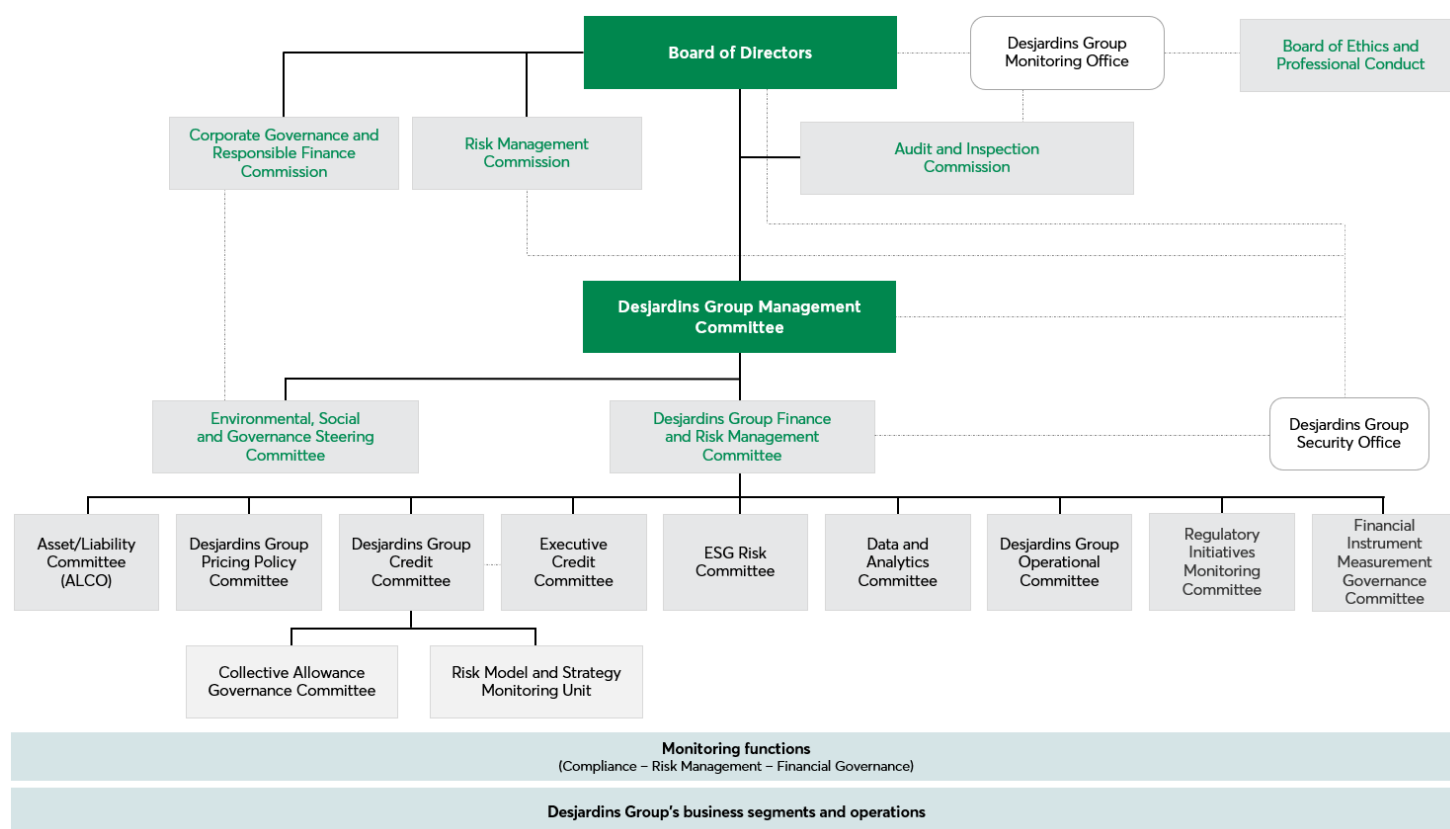 Board of Directors
Desjardins Group
Monitoring Office
Board of Ethics and
Professional Conduct
Corporate Governance and
Responsible Finance
Commission
Risk Management
Commission
Audit and Inspection
Commission
Desjardins Group Management
Committee
Environmental, Social
and Governance Steering
Committee
Desjardins Group Finance
and Risk Management
Committee
Desjardins Group
Security Office
Asset/Liability
Committee
(ALCO)
Desjardins Group
Pricing Policy
Committee
Desjardins Group
Credit
Committee
Executive
Credit
Committee
ESG Risk
Committee
Data and
Analytics
Committee
Desjardins Group
Operational
Committee
Regulatory
Initiatives
Monitoring
Committee
Financial
Instrument
Measurement
Governance
Committee
Collective Allowance
Governance Committee
Risk Model and Strategy
Monitoring Unit
Monitoring functions
(Compliance – Risk Management – Financial Governance)
Desjardins Group's business segments and operations